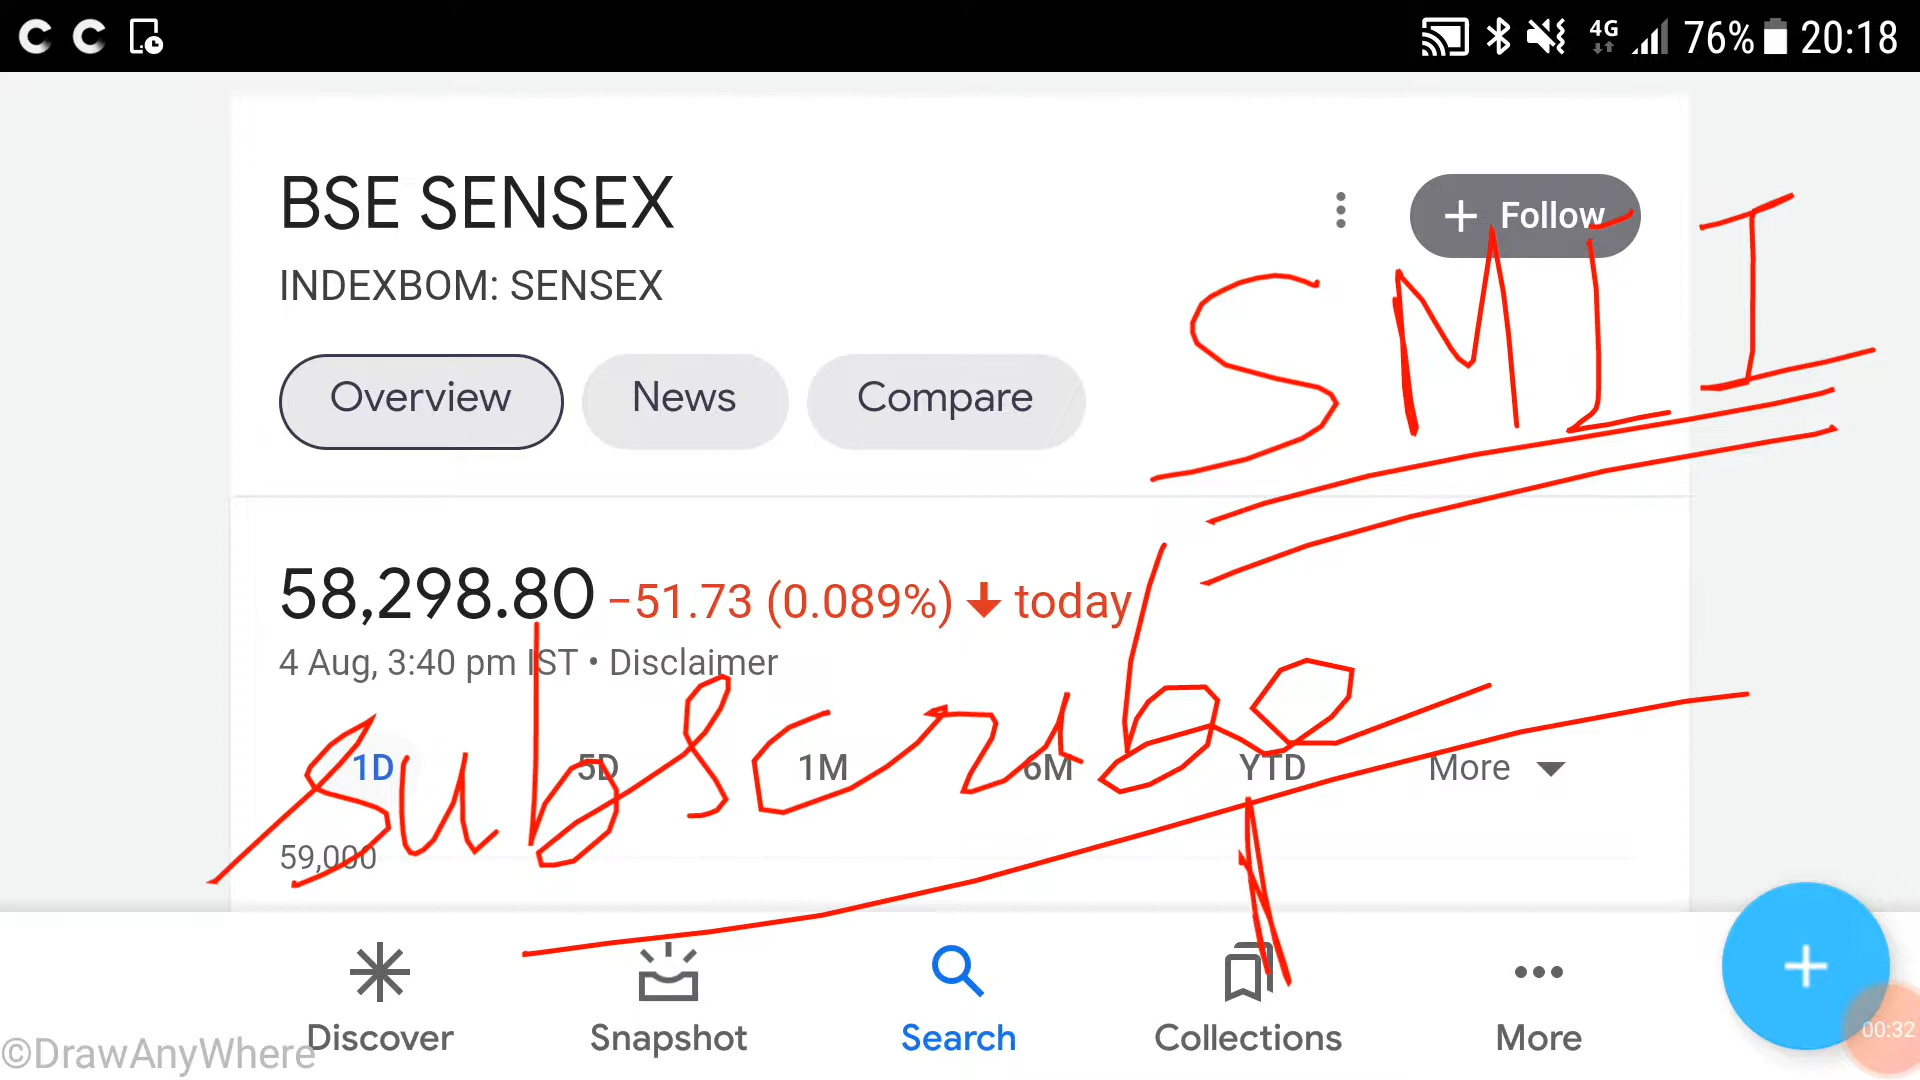 4G 76% 20:18
BSE SENSEX
+ Follow
INDEXBOM: SENSEX
SMII
Overview News Compare
58,298.80 −51.73 (0.089%) today
4 Aug, 3:40 pm IST • Disclaimer
Subscribe
1D 5D 1M 6M YTD More
59,000
Discover Snapshot Search Collections More
00:32
©DrawAnyWhere